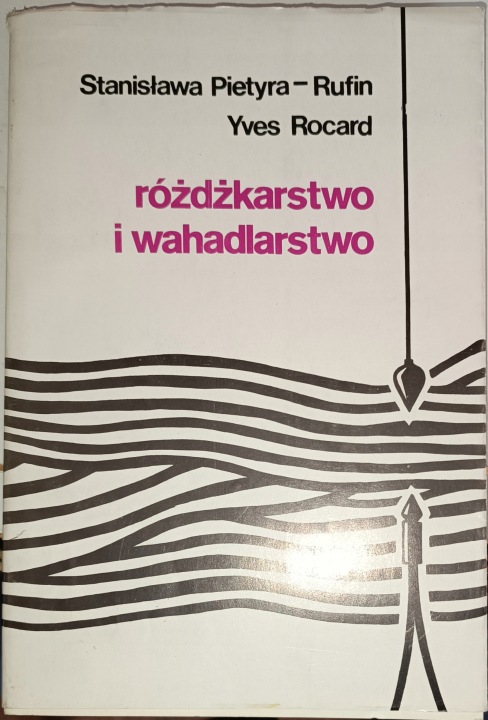 Stanisława Pietyra – Rufin
Yves Rocard
różdżkarstwo
i wahadlarstwo